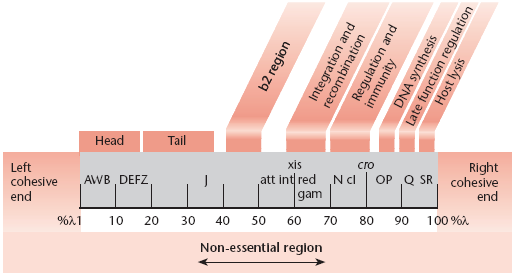 b2 region
Integration and
recombination
Regulation and
immunity
DNA synthesis
Late function regulation
Host lysis
Head
Tail
Left
cohesive
end
Right
cohesive
end
xis
cro
AWB
DEFZ
J
att int
red
gam
N cI
OP
Q
SR
%λ1 10 20 30 40 50 60 70 80 90 100 %λ
Non-essential region